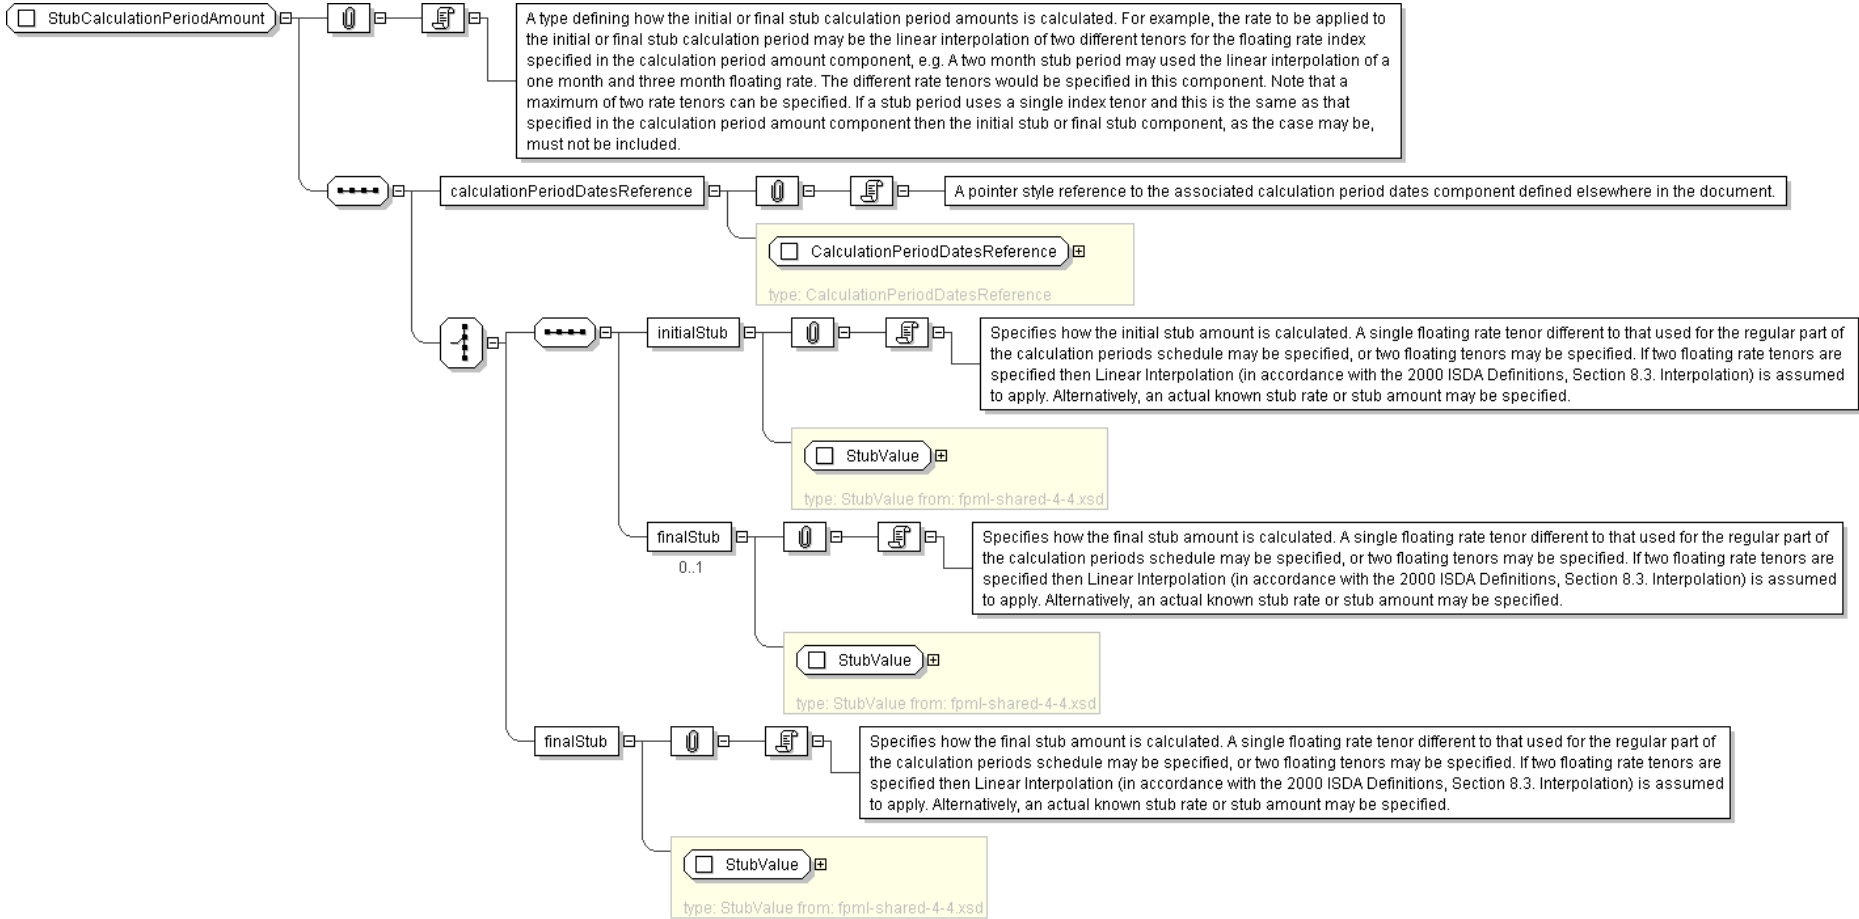 StubCalculationPeriodAmount
A type defining how the initial or final stub calculation period amounts is calculated. For example, the rate to be applied to
the initial or final stub calculation period may be the linear interpolation of two different tenors for the floating rate index
specified in the calculation period amount component, e.g. A two month stub period may used the linear interpolation of a
one month and three month floating rate. The different rate tenors would be specified in this component. Note that a
maximum of two rate tenors can be specified. If a stub period uses a single index tenor and this is the same as that
specified in the calculation period amount component then the initial stub or final stub component, as the case may be,
must not be included.
calculationPeriodDatesReference
A pointer style reference to the associated calculation period dates component defined elsewhere in the document.
CalculationPeriodDatesReference
type: CalculationPeriodDatesReference
initialStub
Specifies how the initial stub amount is calculated. A single floating rate tenor different to that used for the regular part of
the calculation periods schedule may be specified, or two floating tenors may be specified. If two floating rate tenors are
specified then Linear Interpolation (in accordance with the 2000 ISDA Definitions, Section 8.3. Interpolation) is assumed
to apply. Alternatively, an actual known stub rate or stub amount may be specified.
StubValue
type: StubValue from: fpml-shared-4-4.xsd
finalStub
0..1
Specifies how the final stub amount is calculated. A single floating rate tenor different to that used for the regular part of
the calculation periods schedule may be specified, or two floating tenors may be specified. If two floating rate tenors are
specified then Linear Interpolation (in accordance with the 2000 ISDA Definitions, Section 8.3. Interpolation) is assumed
to apply. Alternatively, an actual known stub rate or stub amount may be specified.
StubValue
type: StubValue from: fpml-shared-4-4.xsd
finalStub
Specifies how the final stub amount is calculated. A single floating rate tenor different to that used for the regular part of
the calculation periods schedule may be specified, or two floating tenors may be specified. If two floating rate tenors are
specified then Linear Interpolation (in accordance with the 2000 ISDA Definitions, Section 8.3. Interpolation) is assumed
to apply. Alternatively, an actual known stub rate or stub amount may be specified.
StubValue
type: StubValue from: fpml-shared-4-4.xsd